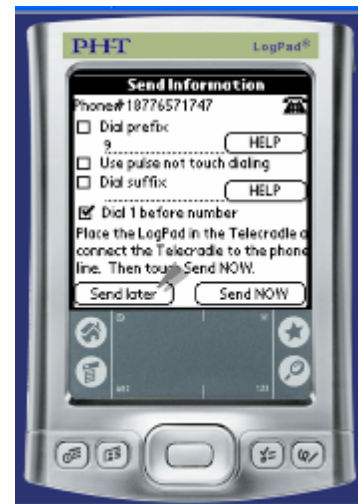 PHT LogPad®
Send Information
Phone# 18776571747
Dial prefix
9 HELP
Use pulse not touch dialing
Dial suffix
HELP
Dial 1 before number
Place the LogPad in the Telecradle a
connect the Telecradle to the phone
line. Then touch Send NOW.
Send later Send NOW
ABC 123